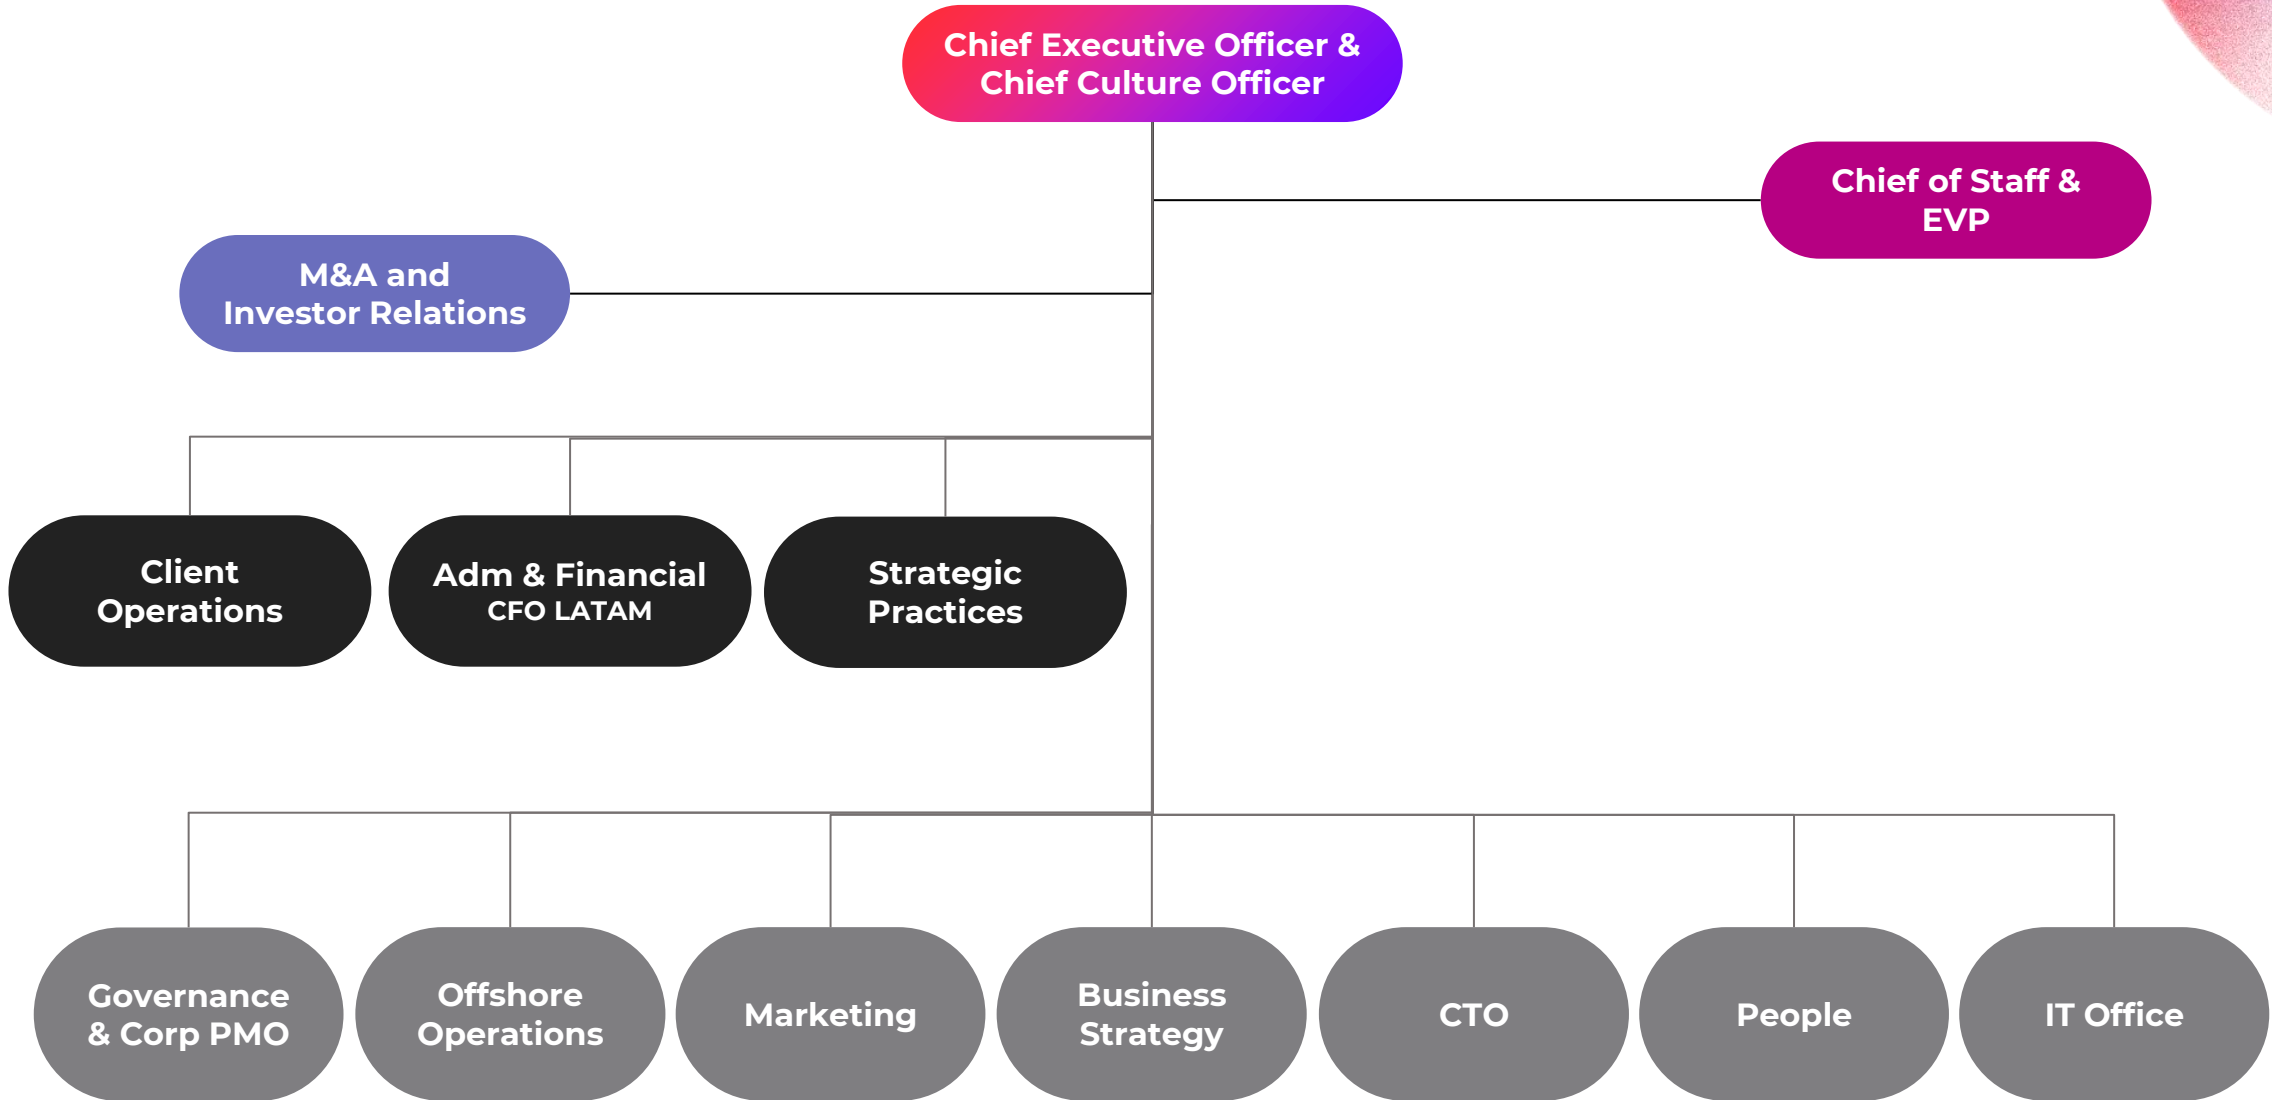 Chief Executive Officer &
Chief Culture Officer
Chief of Staff &
EVP
M&A and
Investor Relations
Client
Operations
Adm & Financial
CFO LATAM
Strategic
Practices
Governance
& Corp PMO
Offshore
Operations
Marketing
Business
Strategy
CTO
People
IT Office